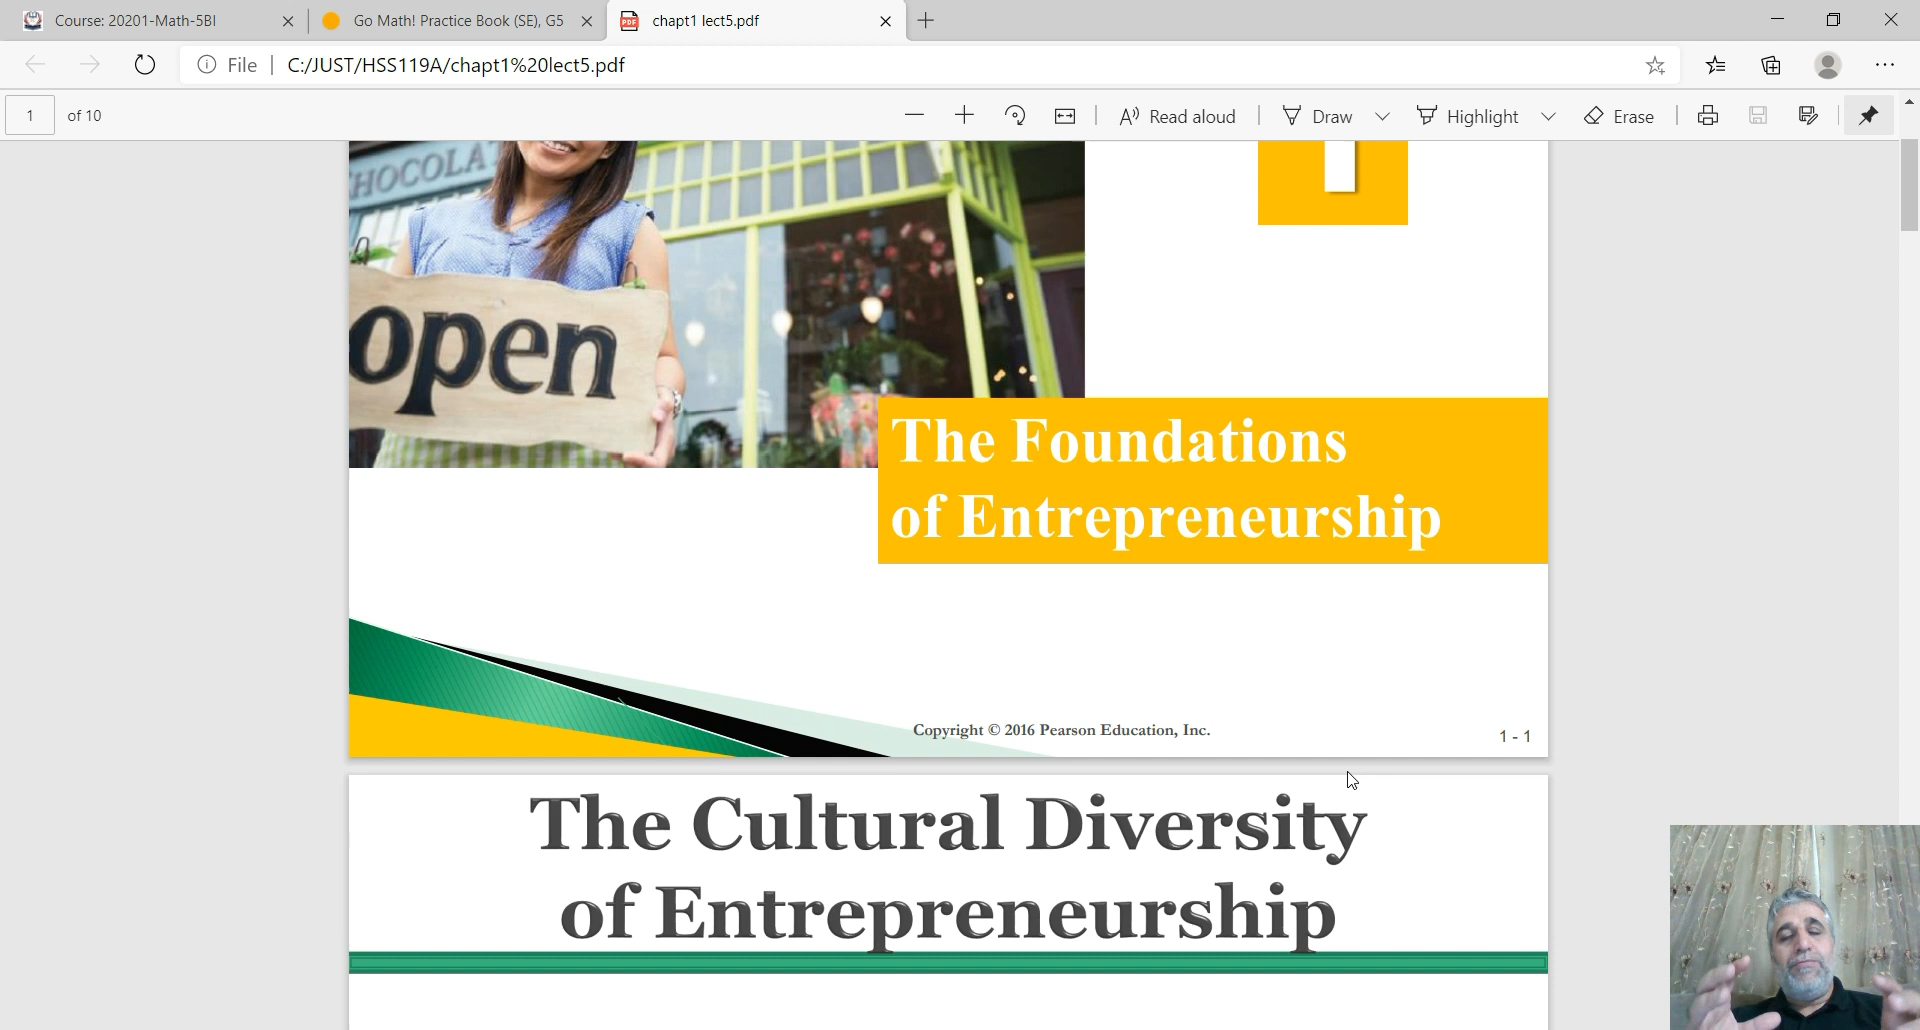 Course: 20201-Math-5BI
Go Math! Practice Book (SE), G5
PDF
chapt1 lect5.pdf
File
C:/JUST/HSS119A/chapt1%20lect5.pdf
1 of 10
Read aloud
Draw
Highlight
Erase
HOCOLA
open
The Foundations
of Entrepreneurship
Copyright © 2016 Pearson Education, Inc.
1 - 1
The Cultural Diversity
of Entrepreneurship